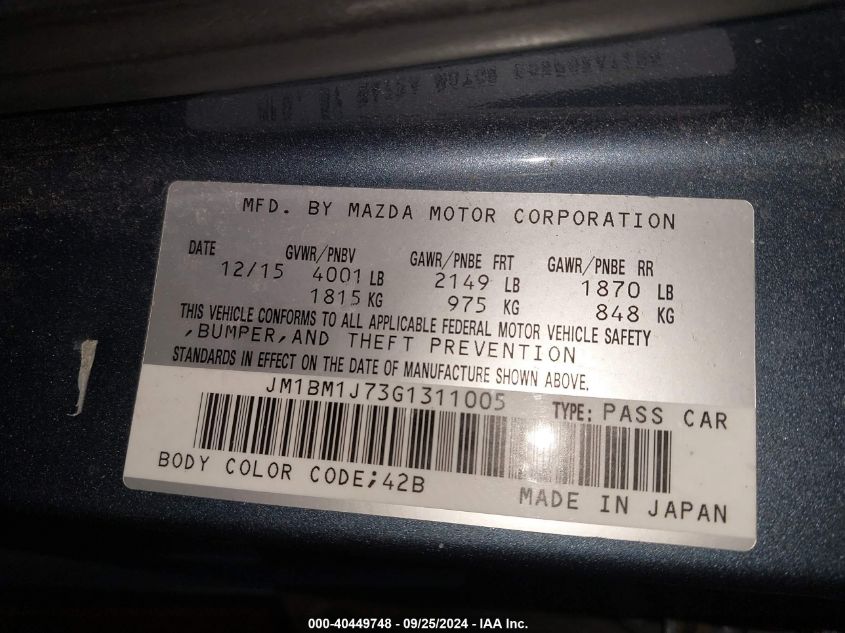 MFD. BY MAZDA MOTOR CORPORATION
DATE GVWR/PNBV GAWR/PNBE FRT GAWR/PNBE RR
12/15 4001 LB 2149 LB 1870 LB
1815 KG 975 KG 848 KG
THIS VEHICLE CONFORMS TO ALL APPLICABLE FEDERAL MOTOR VEHICLE SAFETY
,BUMPER,AND THEFT PREVENTION
STANDARDS IN EFFECT ON THE DATE OF MANUFACTURE SHOWN ABOVE.
JM1BM1J73G1311005 TYPE: PASS CAR
BODY COLOR CODE;42B
MADE IN JAPAN
000-40449748 - 09/25/2024 - IAA Inc.